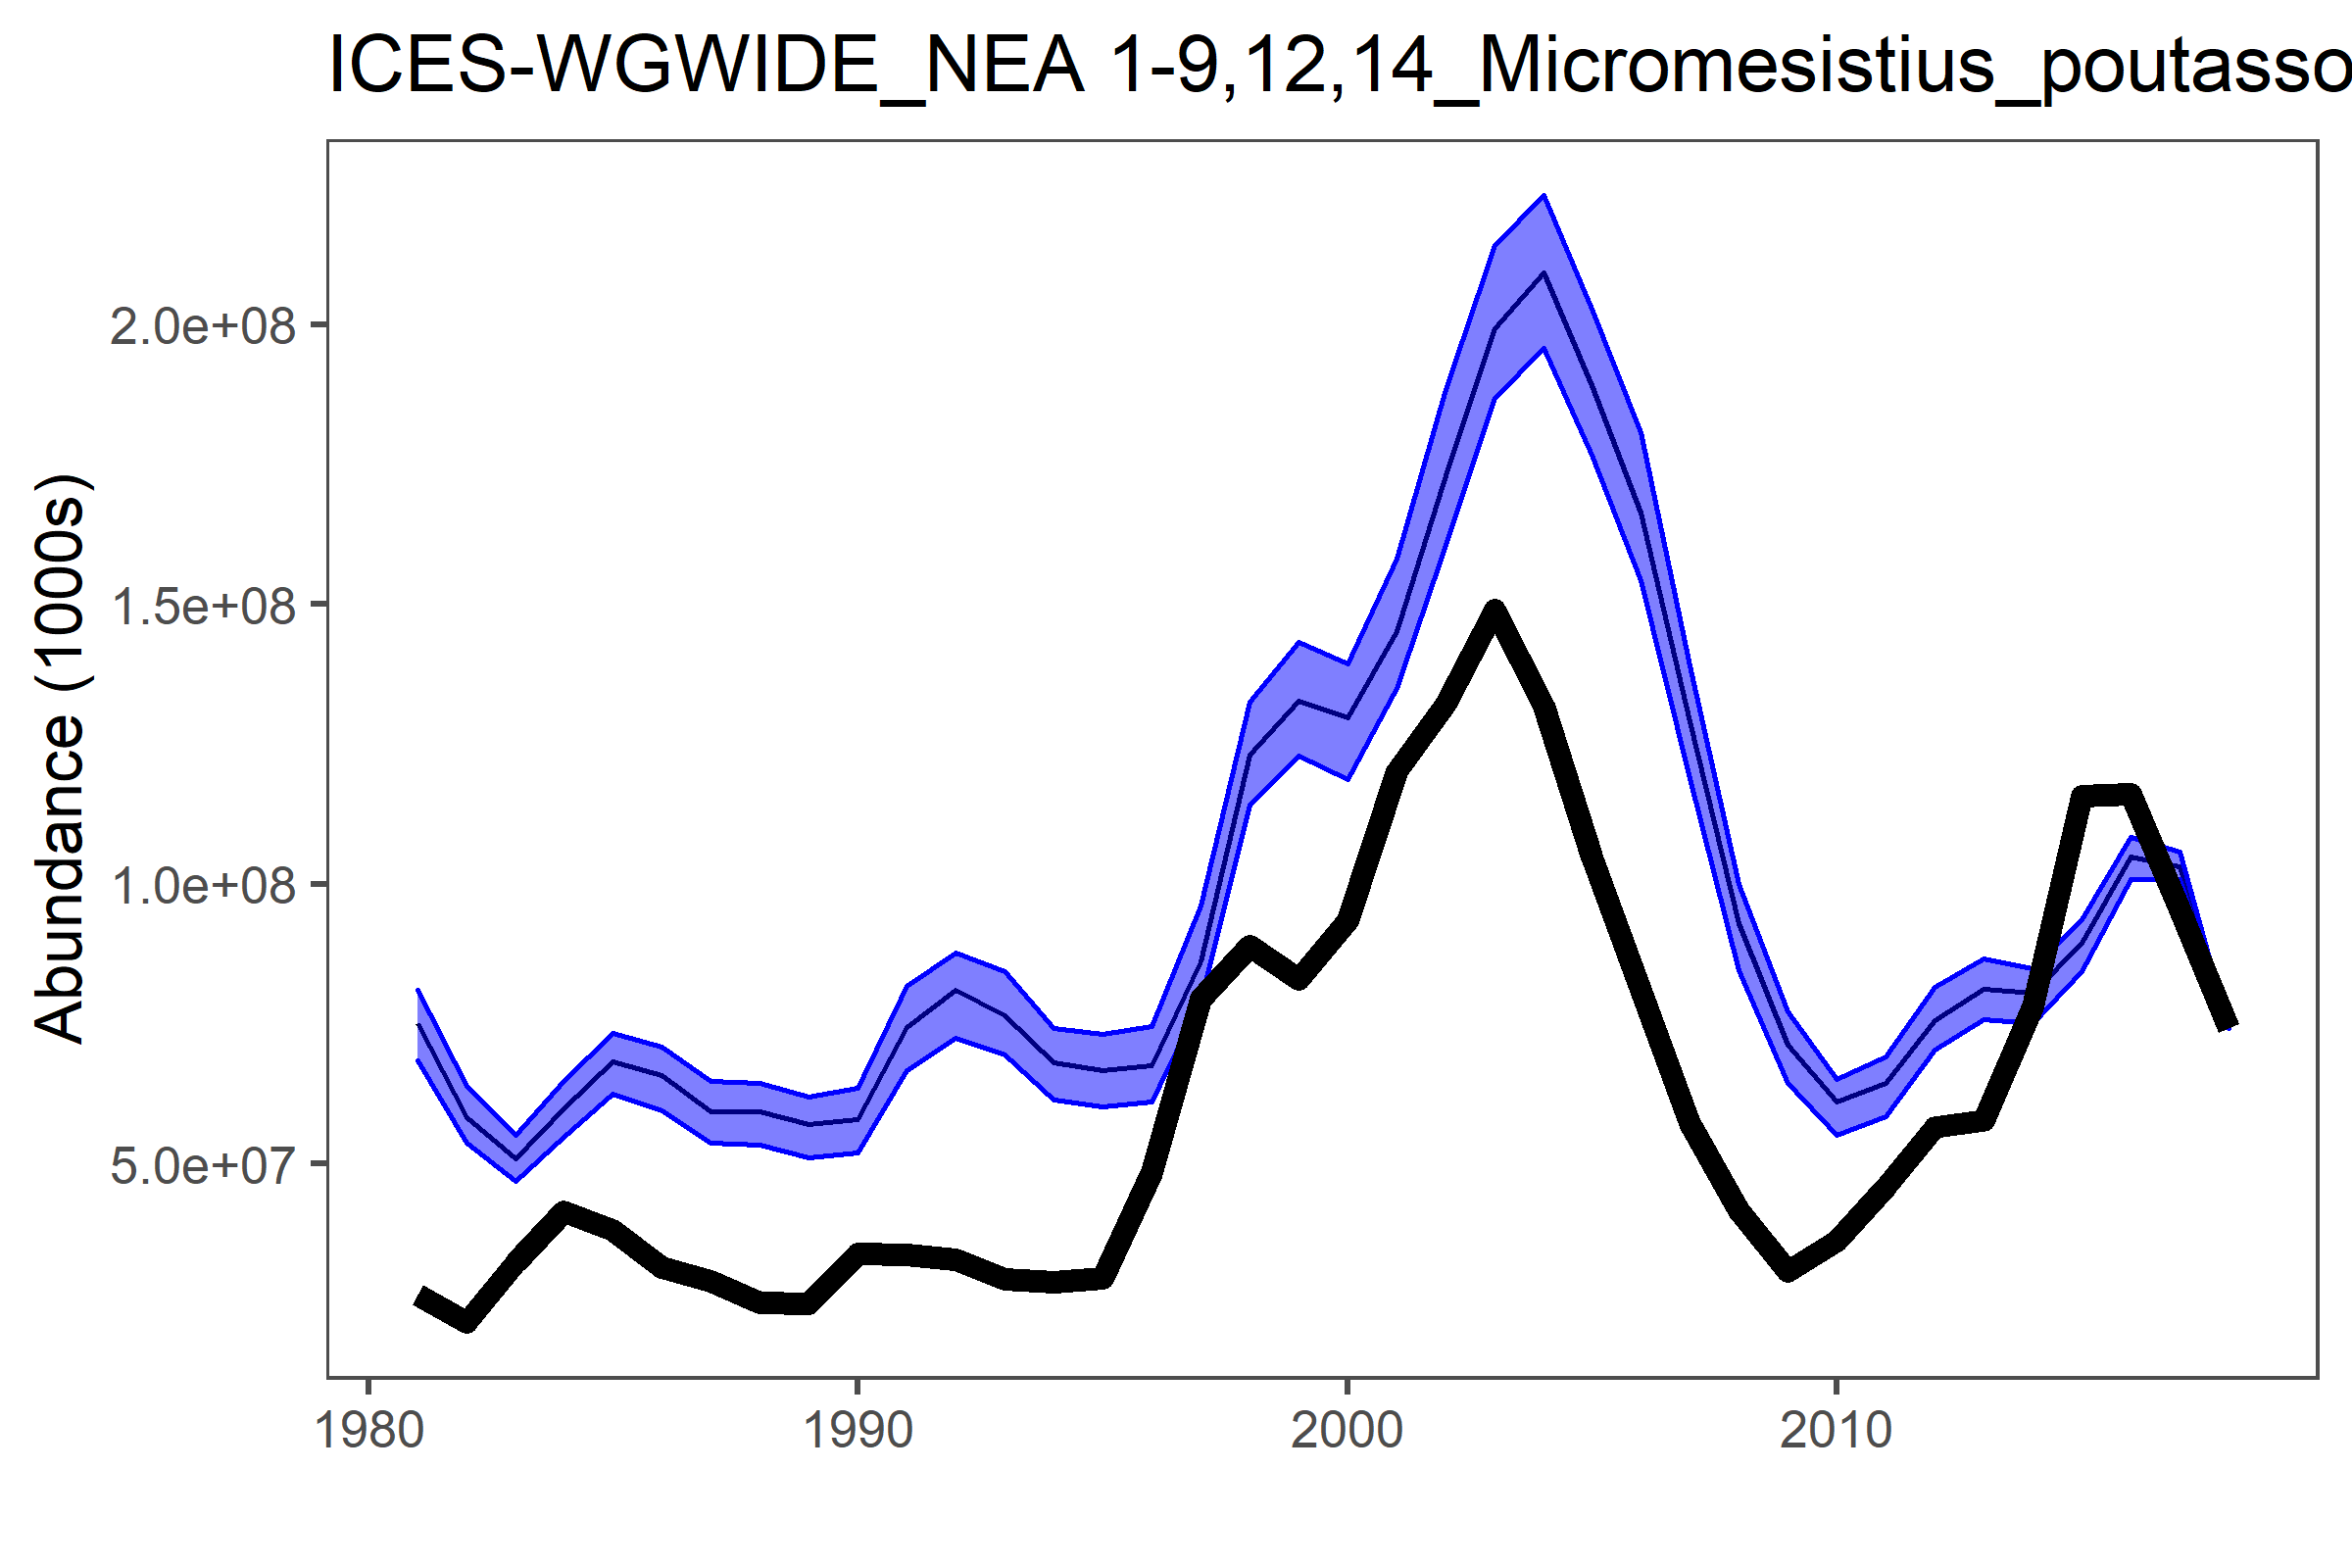 ICES-WGWIDE_NEA 1-9,12,14_Micromesistius_poutasso
Abundance (1000s)
2.0e+08
1.5e+08
1.0e+08
5.0e+07
1980 1990 2000 2010